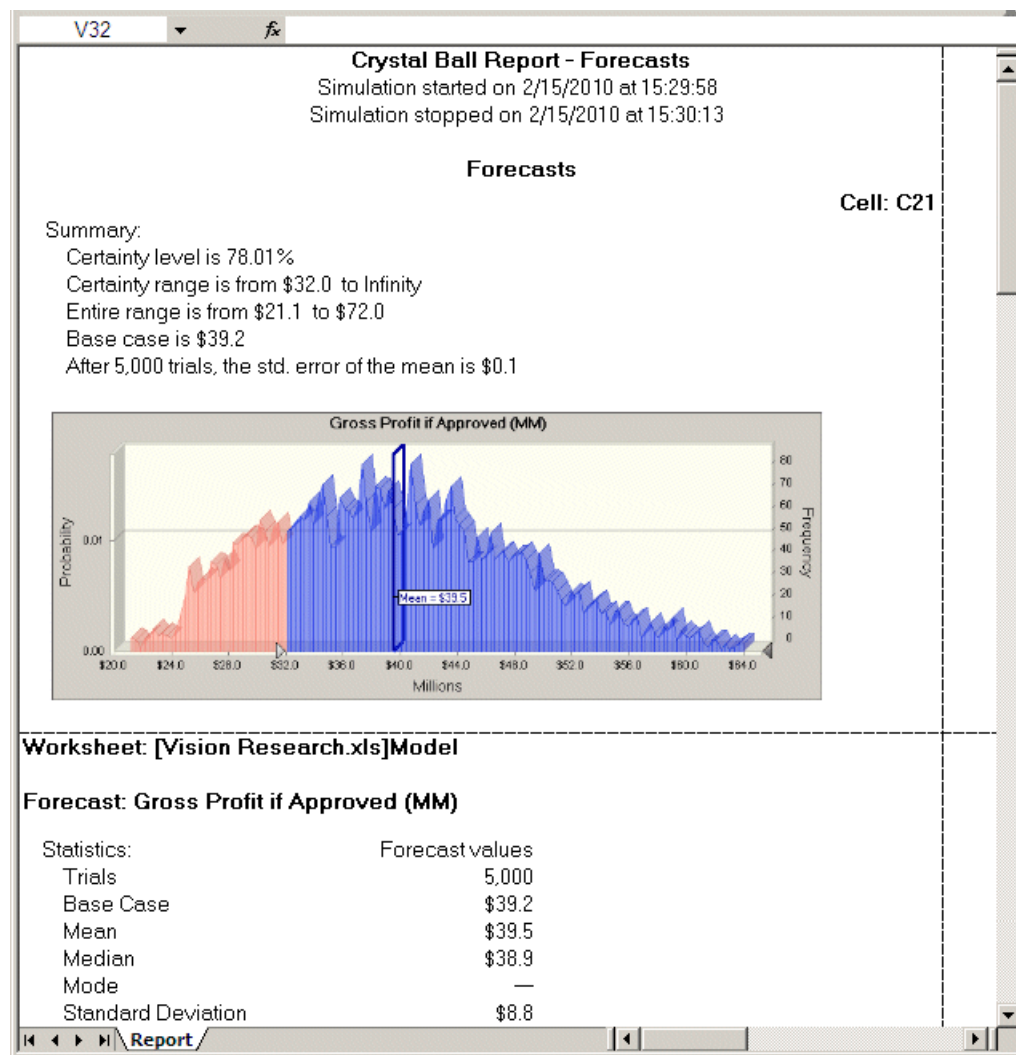 V32
fx
Crystal Ball Report - Forecasts
Simulation started on 2/15/2010 at 15:29:58
Simulation stopped on 2/15/2010 at 15:30:13
Forecasts
Cell: C21
Summary:
Certainty level is 78.01%
Certainty range is from $32.0 to Infinity
Entire range is from $21.1 to $72.0
Base case is $39.2
After 5,000 trials, the std. error of the mean is $0.1
Gross Profit if Approved (MM)
Probability
0.01
0.00
80
70
60
50
40
30
20
10
0
Frequency
Mean = $39.5
$20.0 $24.0 $28.0 $32.0 $36.0 $40.0 $44.0 $48.0 $52.0 $56.0 $60.0 $64.0
Millions
Worksheet: [Vision Research.xls]Model
Forecast: Gross Profit if Approved (MM)
Statistics: Forecast values
Trials 5,000
Base Case $39.2
Mean $39.5
Median $38.9
Mode —
Standard Deviation $8.8
Report